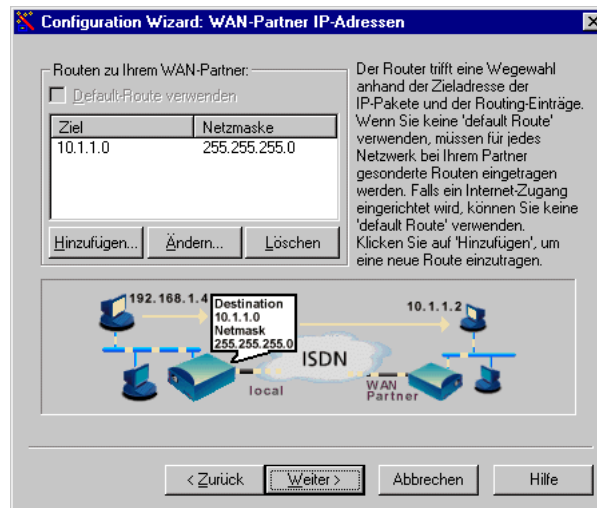 Configuration Wizard: WAN-Partner IP-Adressen
Routen zu Ihrem WAN-Partner:
Default-Route verwenden
Ziel Netzmaske
10.1.1.0 255.255.255.0
Hinzufügen... Ändern... Löschen
Der Router trifft eine Wegewahl
anhand der Zieladresse der
IP-Pakete und der Routing-Einträge.
Wenn Sie keine 'default Route'
verwenden, müssen für jedes
Netzwerk bei Ihrem Partner
gesonderte Routen eingetragen
werden. Falls ein Internet-Zugang
eingerichtet wird, können Sie keine
'default Route' verwenden.
Klicken Sie auf 'Hinzufügen', um
eine neue Route einzutragen.
192.168.1.4
Destination
10.1.1.0
Netmask
255.255.255.0
10.1.1.2
ISDN
local
WAN
Partner
< Zurück Weiter > Abbrechen Hilfe